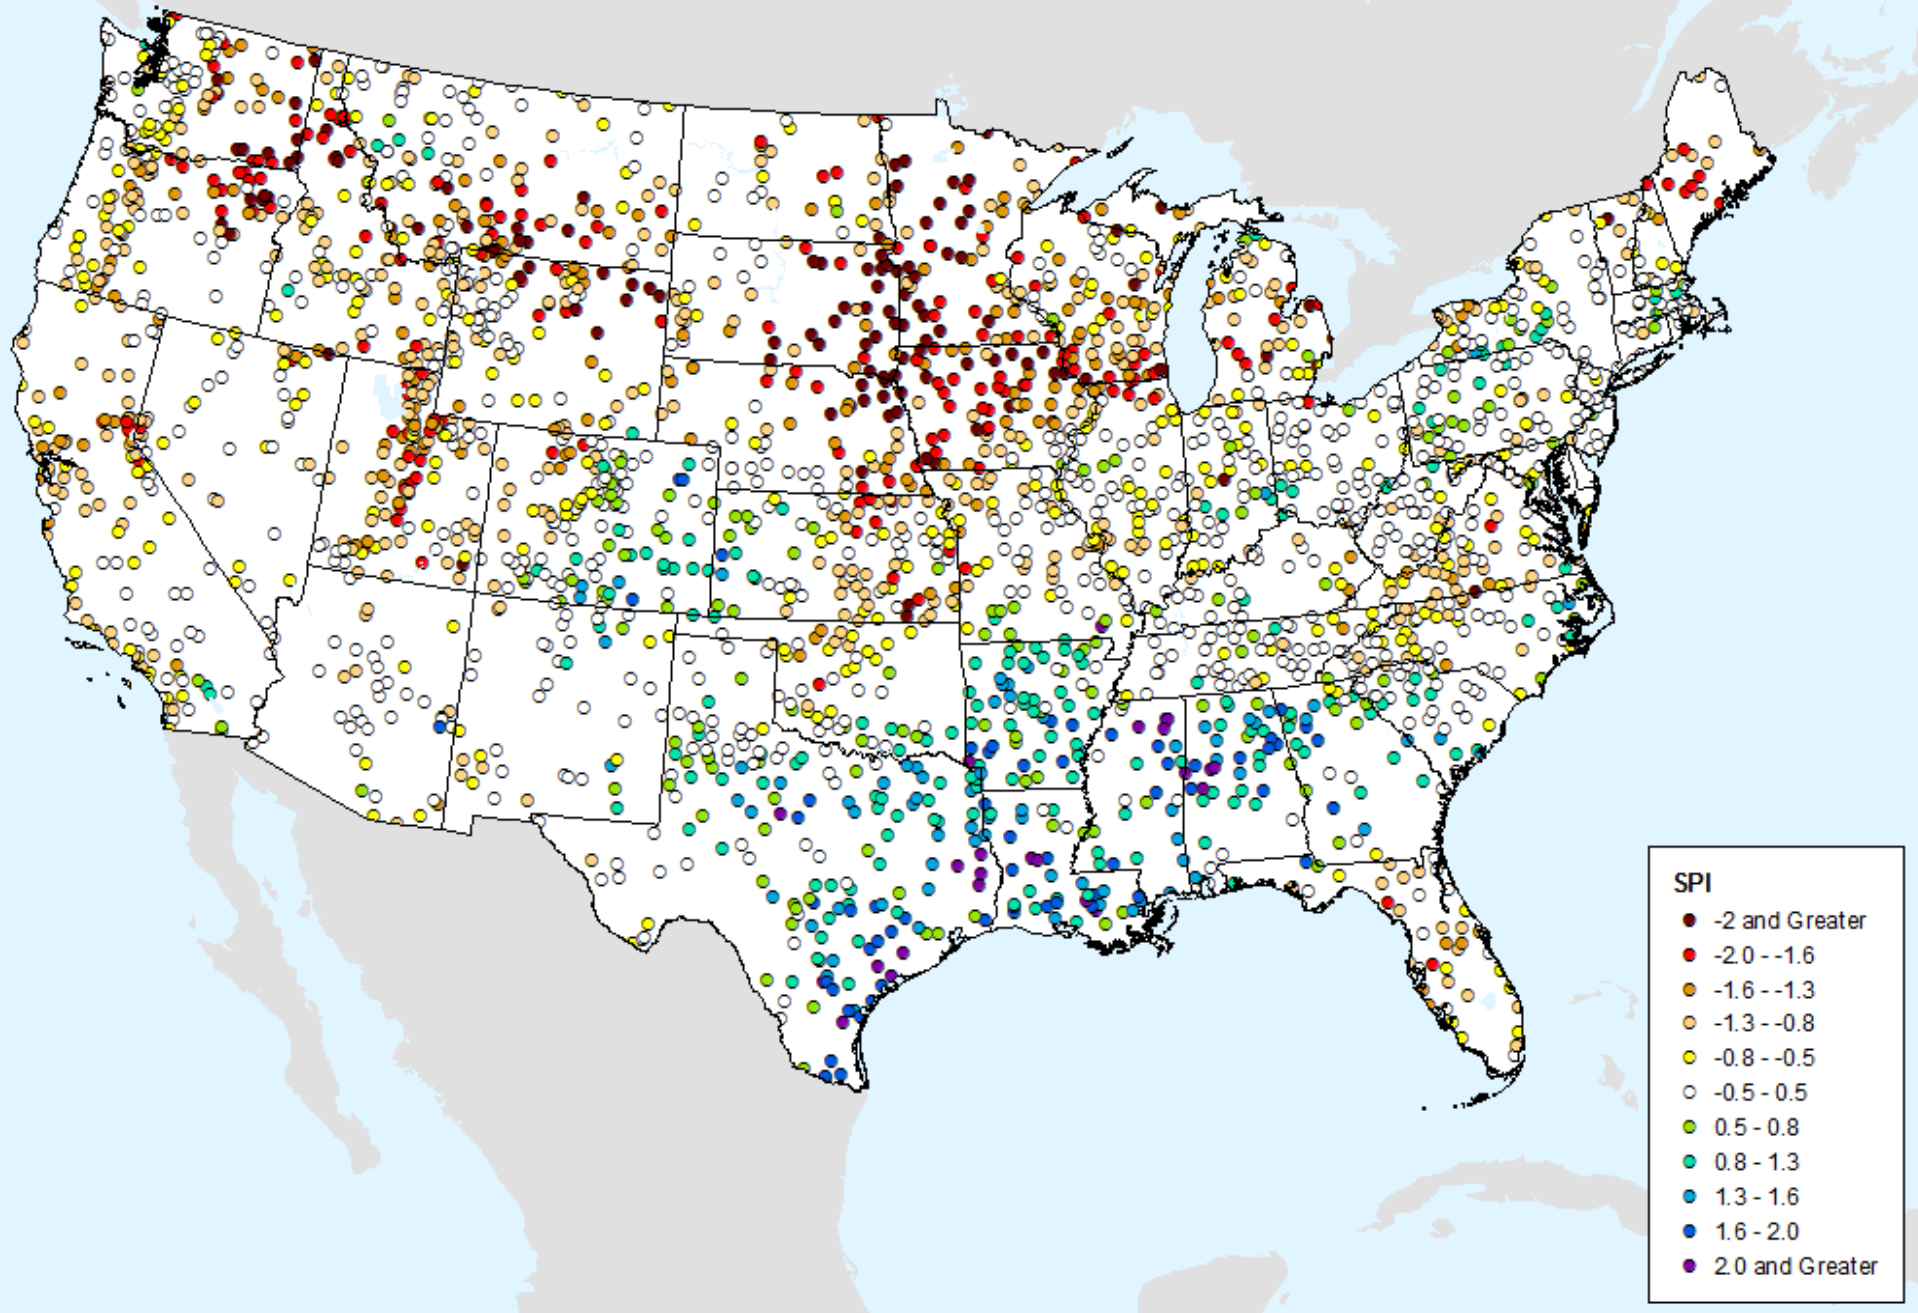 SPI
-2 and Greater
-2.0 - -1.6
-1.6 - -1.3
-1.3 - -0.8
-0.8 - -0.5
-0.5 - 0.5
0.5 - 0.8
0.8 - 1.3
1.3 - 1.6
1.6 - 2.0
2.0 and Greater